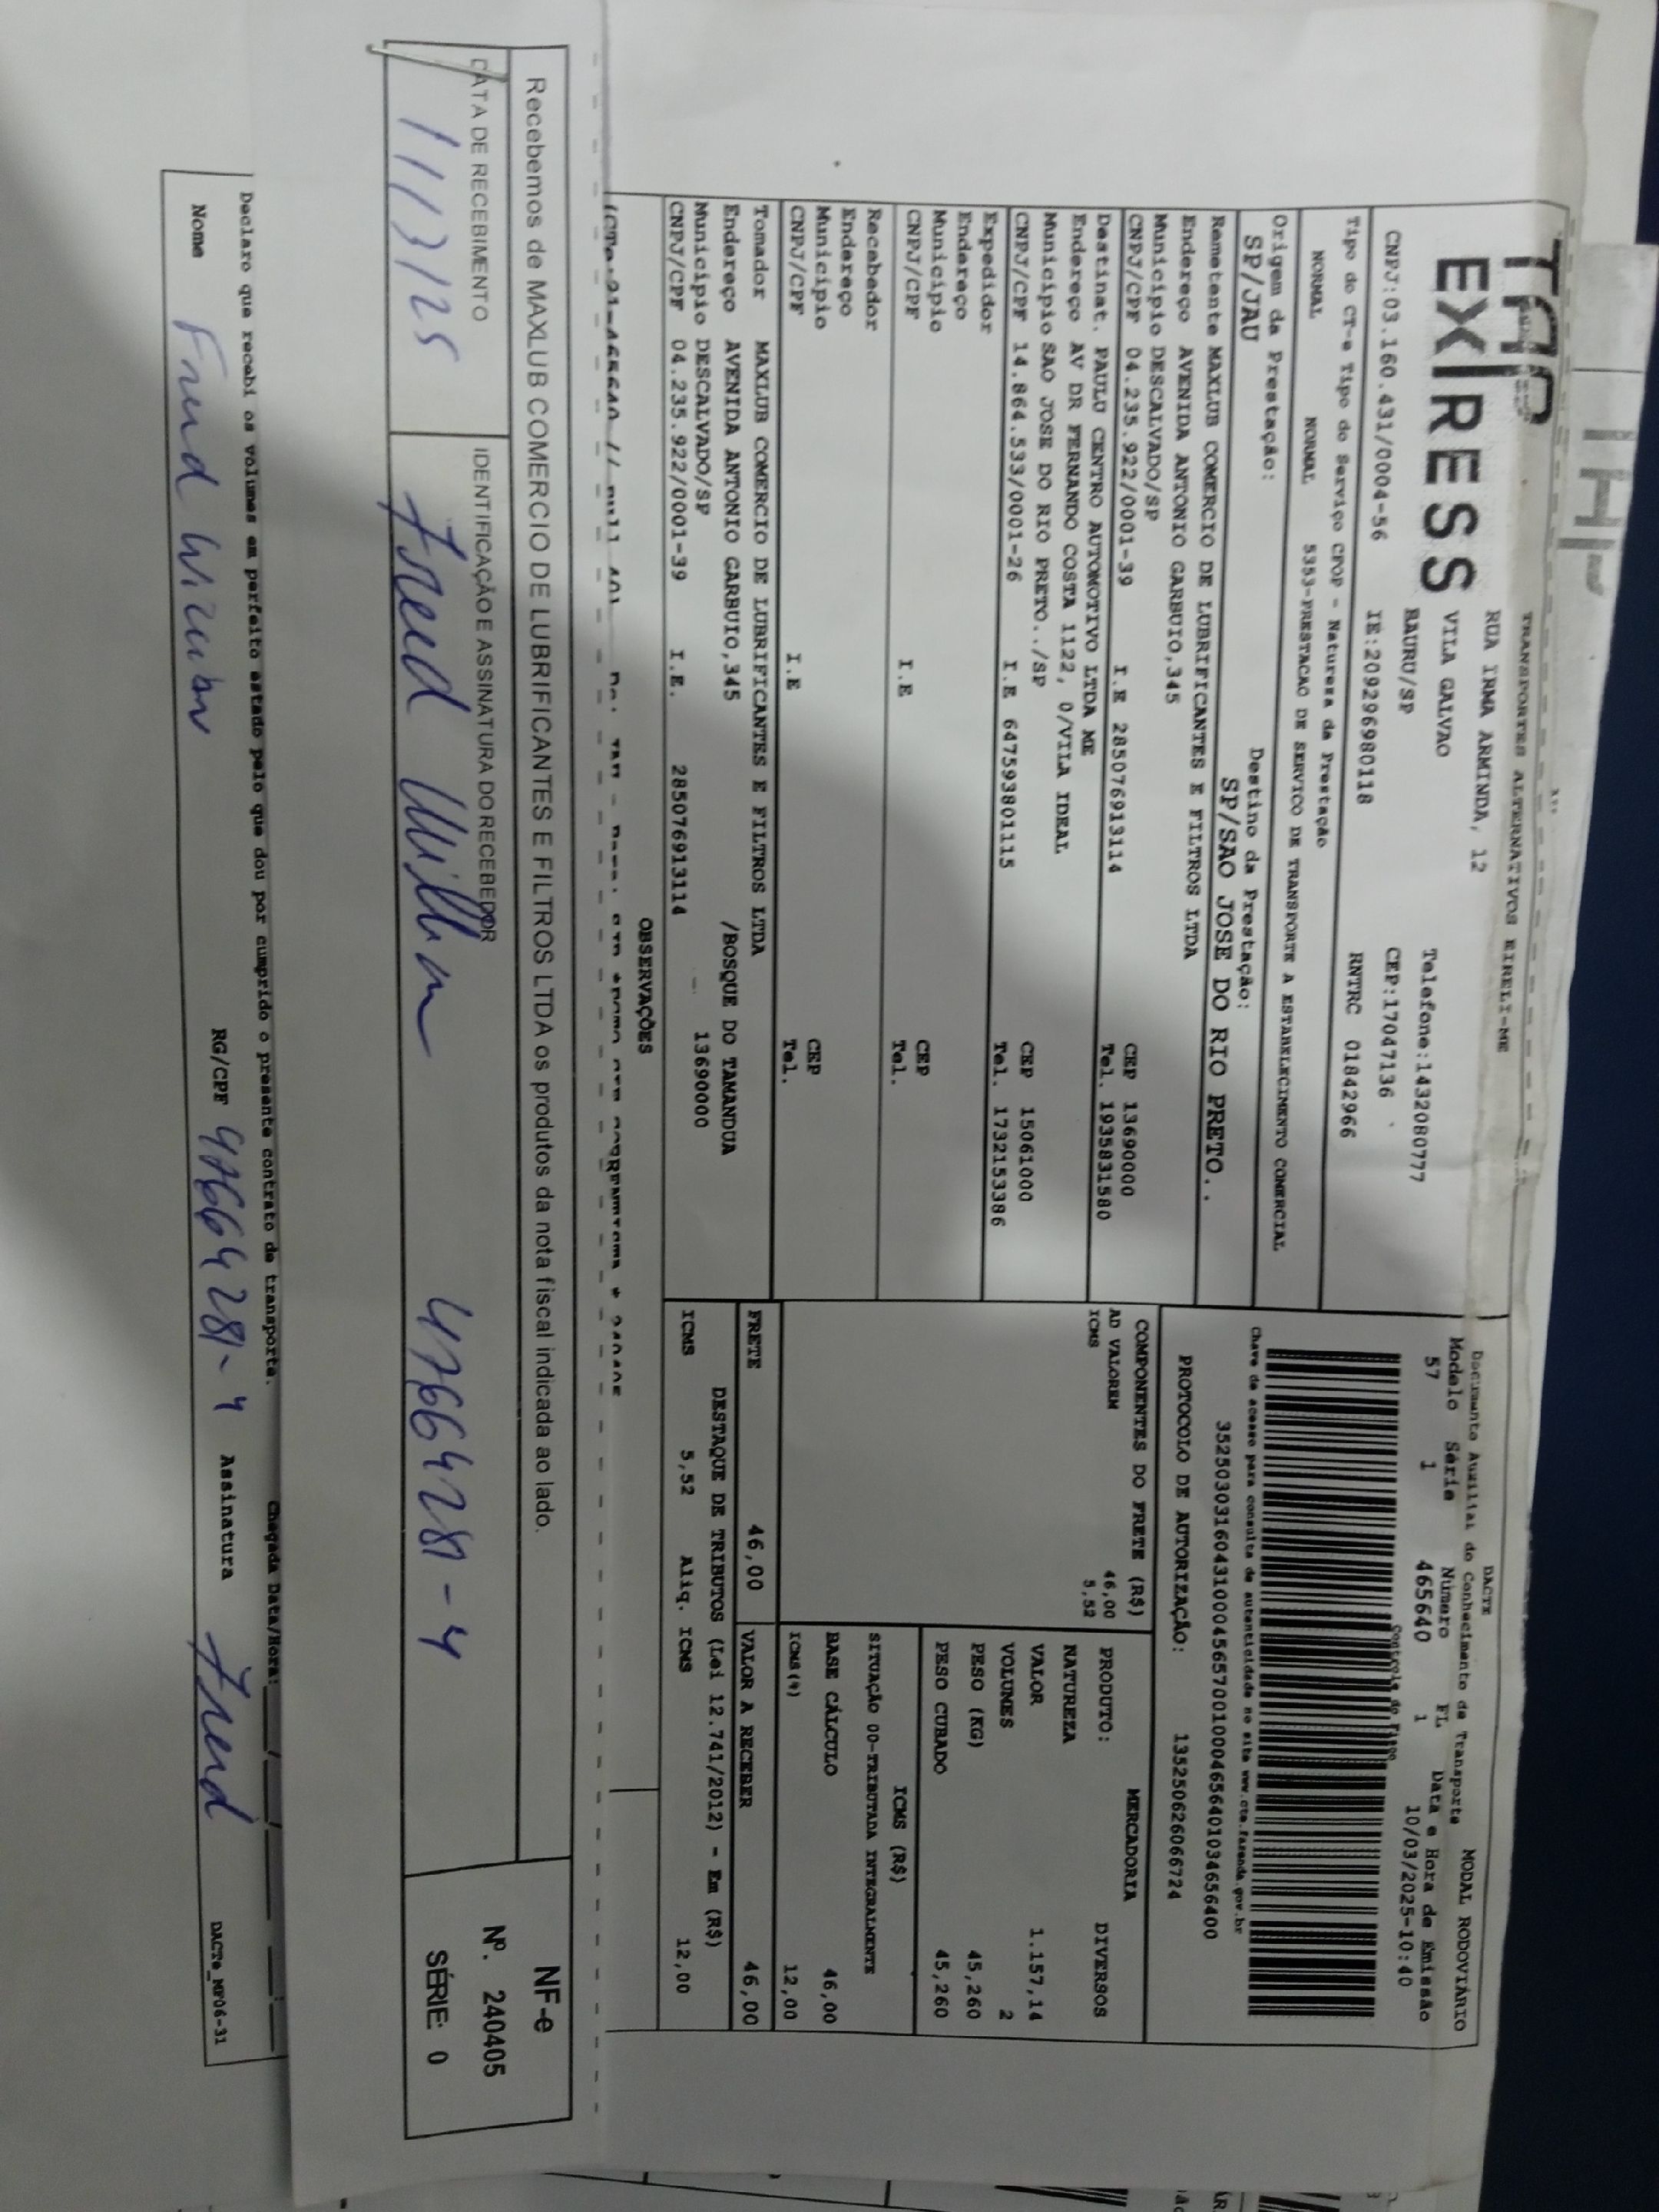 TAP
EXPRESS
TRANSPORTES ALTERNATIVOS EIRELI-ME
RUA IRMA ARMINDA, 12
VILA GALVAO
BAURU/SP
Telefone:1432080777
CEP:17047136
CNPJ:03.160.431/0004-56 IE:209296980118 RNTRC 01842966
Tipo do CT-e Tipo do Serviço CFOP - Natureza da Prestação
NORMAL NORMAL 5353-PRESTACAO DE SERVICO DE TRANSPORTE A ESTABELECIMENTO COMERCIAL
Origem da Prestação: Destino da Prestação:
SP/JAU SP/SAO JOSE DO RIO PRETO..
Remetente MAXLUB COMERCIO DE LUBRIFICANTES E FILTROS LTDA
Endereço AVENIDA ANTONIO GARBUIO,345
Municipio DESCALVADO/SP CEP 13690000
CNPJ/CPF 04.235.922/0001-39 I.E 285076913114 Tel. 1935831580
Destinat. PAULU CENTRO AUTOMOTIVO LTDA ME
Endereço AV DR FERNANDO COSTA 1122, 0/VILA IDEAL
Municipio SAO JOSE DO RIO PRETO../SP CEP 15061000
CNPJ/CPF 14.864.533/0001-26 I.E 647593801115 Tel. 1732153386
Expedidor
Endereço
Municipio CEP
CNPJ/CPF I.E Tel.
Recebedor
Endereço
Municipio CEP
CNPJ/CPF I.E Tel.
Tomador MAXLUB COMERCIO DE LUBRIFICANTES E FILTROS LTDA
Endereço AVENIDA ANTONIO GARBUIO,345 /BOSQUE DO TAMANDUA
Municipio DESCALVADO/SP 13690000
CNPJ/CPF 04.235.922/0001-39 I.E. 285076913114
OBSERVAÇÕES
DACTE MODAL RODOVIÁRIO
Documento Auxiliar do Conhecimento de Transporte
Modelo Série Número FL Data e Hora de Emissão
57 1 465640 1 10/03/2025-10:40
Controle do Fisco
Chave de acesso para consulta de autenticidade no site www.cte.fazenda.gov.br
35250303160431000456570010004656401034656400
PROTOCOLO DE AUTORIZAÇÃO: 135250626066724
COMPONENTES DO FRETE (R$)
AD VALOREM 46,00
ICMS 5,52
MERCADORIA
PRODUTO: DIVERSOS
NATUREZA
VALOR 1.157,14
VOLUMES 2
PESO (KG) 45,260
PESO CUBADO 45,260
ICMS (R$)
SITUAÇÃO 00-TRIBUTADA INTEGRALMENTE
BASE CÁLCULO 46,00
ICMS(%) 12,00
FRETE 46,00 VALOR A RECEBER 46,00
DESTAQUE DE TRIBUTOS (Lei 12.741/2012) - Em (R$)
ICMS 5,52 Aliq. ICMS 12,00
Recebemos de MAXLUB COMERCIO DE LUBRIFICANTES E FILTROS LTDA os produtos da nota fiscal indicada ao lado.
DATA DE RECEBIMENTO IDENTIFICAÇÃO E ASSINATURA DO RECEBEDOR
11/3/25 47664281-4
NF-e
Nº. 240405
SÉRIE: 0
Declaro que recebi os volumes em perfeito estado pelo que dou por cumprido o presente contrato de transporte. Chegada Data/Hora:
Nome RG/CPF 47664281-4 Assinatura
DACTe_MF06-31